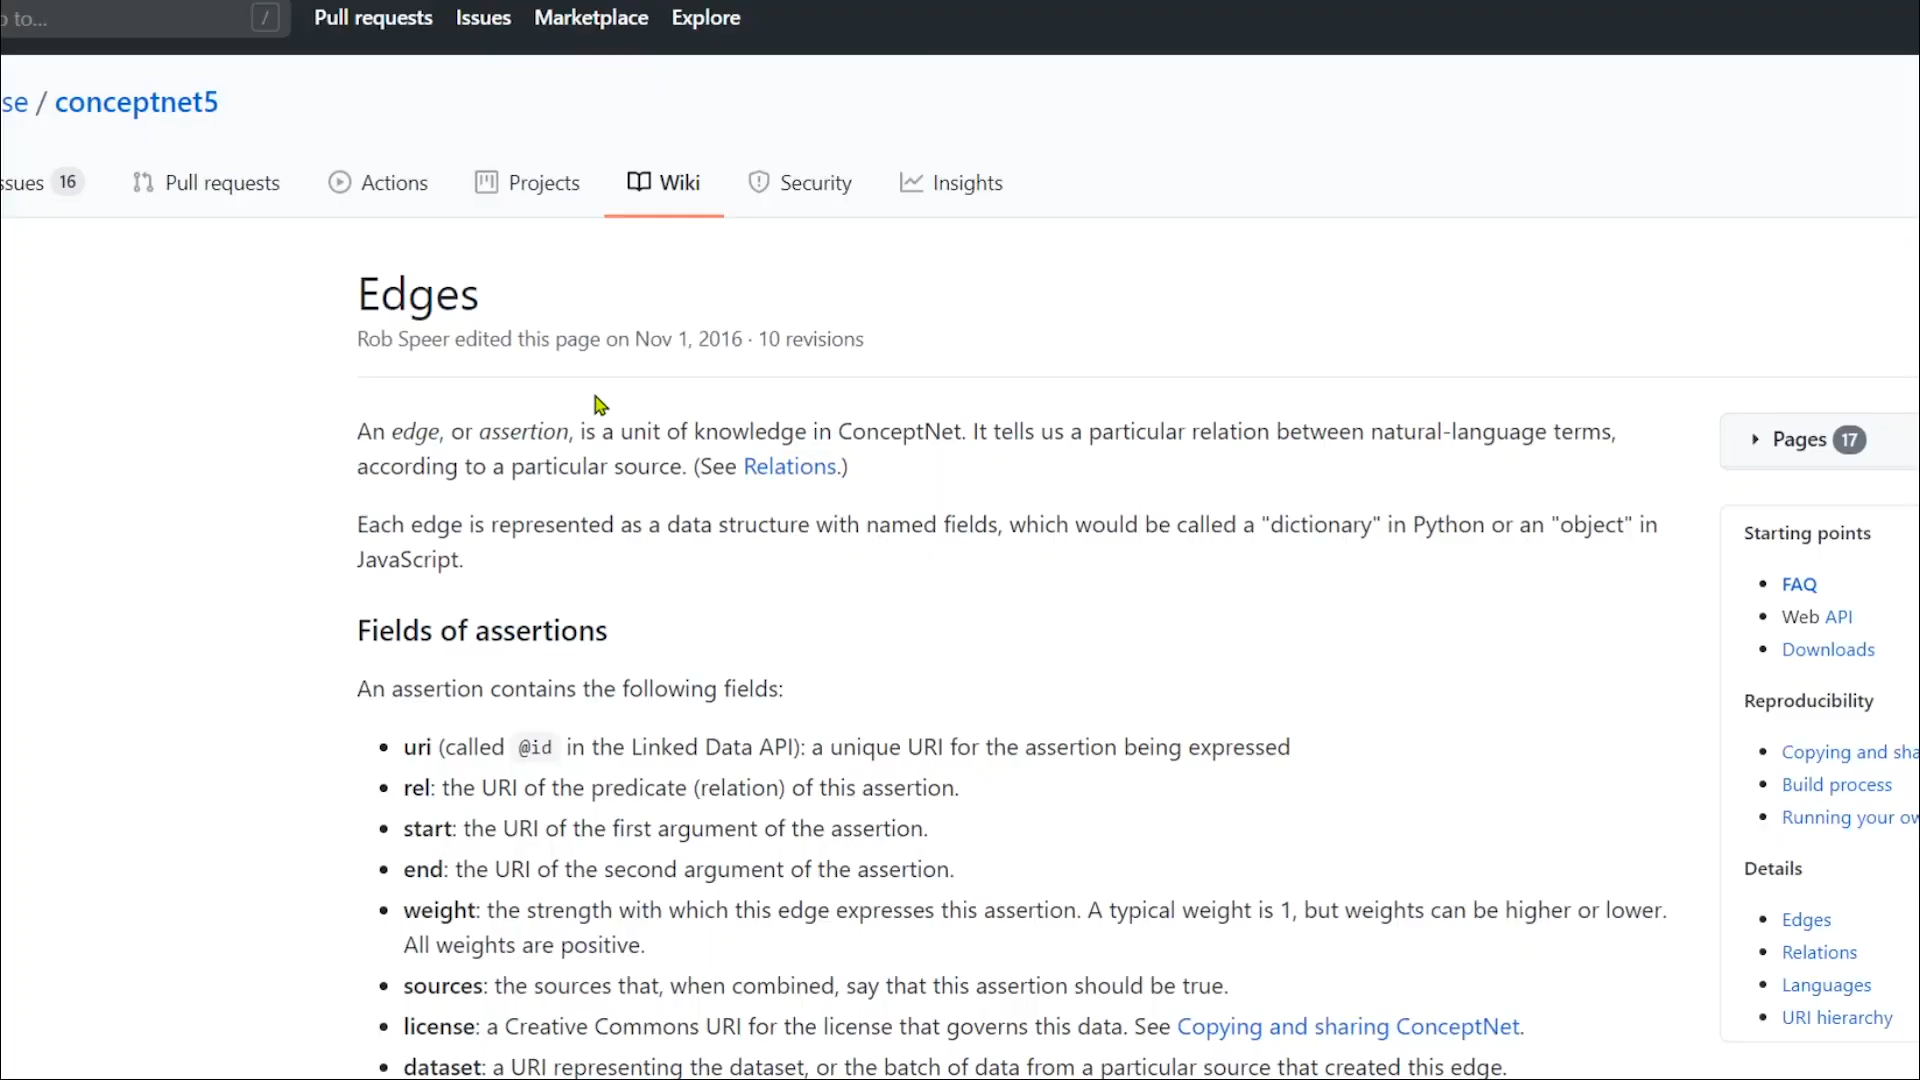 to...
/
Pull requests Issues Marketplace Explore
se / conceptnet5
ssues 16 Pull requests Actions Projects Wiki Security Insights
Edges
Rob Speer edited this page on Nov 1, 2016 · 10 revisions
An edge, or assertion, is a unit of knowledge in ConceptNet. It tells us a particular relation between natural-language terms,
according to a particular source. (See Relations.)
Each edge is represented as a data structure with named fields, which would be called a "dictionary" in Python or an "object" in
JavaScript.
Fields of assertions
An assertion contains the following fields:
• uri (called @id in the Linked Data API): a unique URI for the assertion being expressed
• rel: the URI of the predicate (relation) of this assertion.
• start: the URI of the first argument of the assertion.
• end: the URI of the second argument of the assertion.
• weight: the strength with which this edge expresses this assertion. A typical weight is 1, but weights can be higher or lower.
All weights are positive.
• sources: the sources that, when combined, say that this assertion should be true.
• license: a Creative Commons URI for the license that governs this data. See Copying and sharing ConceptNet.
• dataset: a URI representing the dataset, or the batch of data from a particular source that created this edge.
Pages 17
Starting points
• FAQ
• Web API
• Downloads
Reproducibility
• Copying and sha
• Build process
• Running your ow
Details
• Edges
• Relations
• Languages
• URI hierarchy